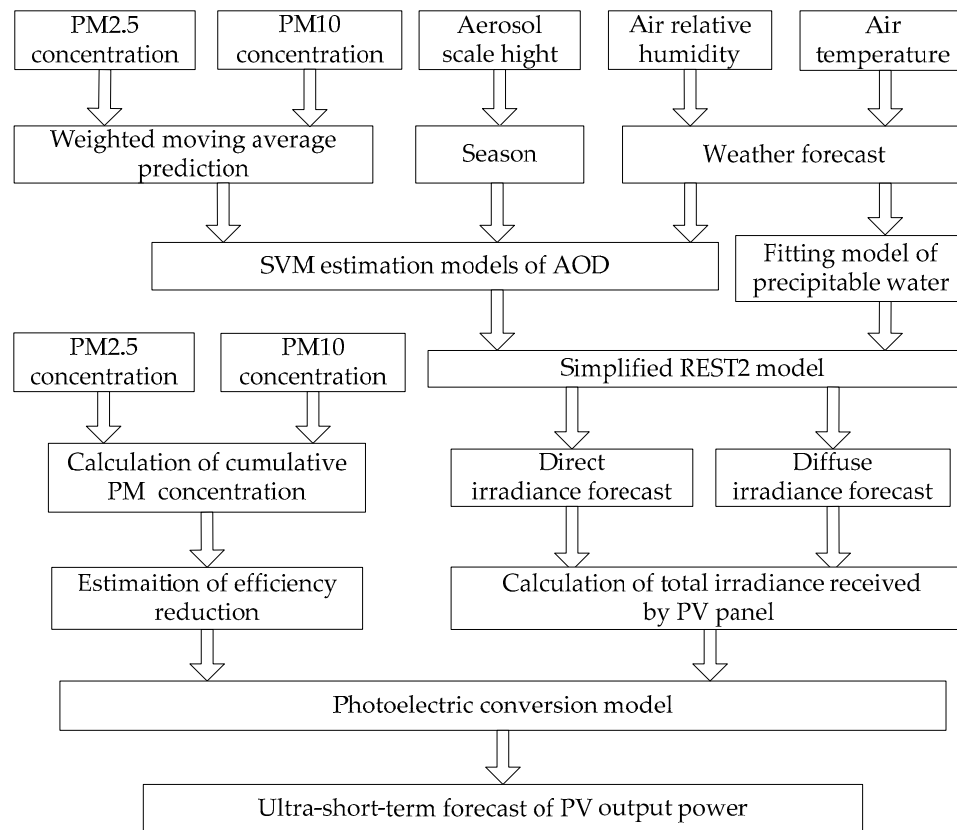 PM2.5
concentration
PM10
concentration
Aerosol
scale hight
Air relative
humidity
Air
temperature
Weighted moving average
prediction
Season
Weather forecast
SVM estimation models of AOD
Fitting model of
precipitable water
PM2.5
concentration
PM10
concentration
Simplified REST2 model
Calculation of cumulative
PM concentration
Direct
irradiance forecast
Diffuse
irradiance forecast
Estimaition of efficiency
reduction
Calculation of total irradiance received
by PV panel
Photoelectric conversion model
Ultra-short-term forecast of PV output power